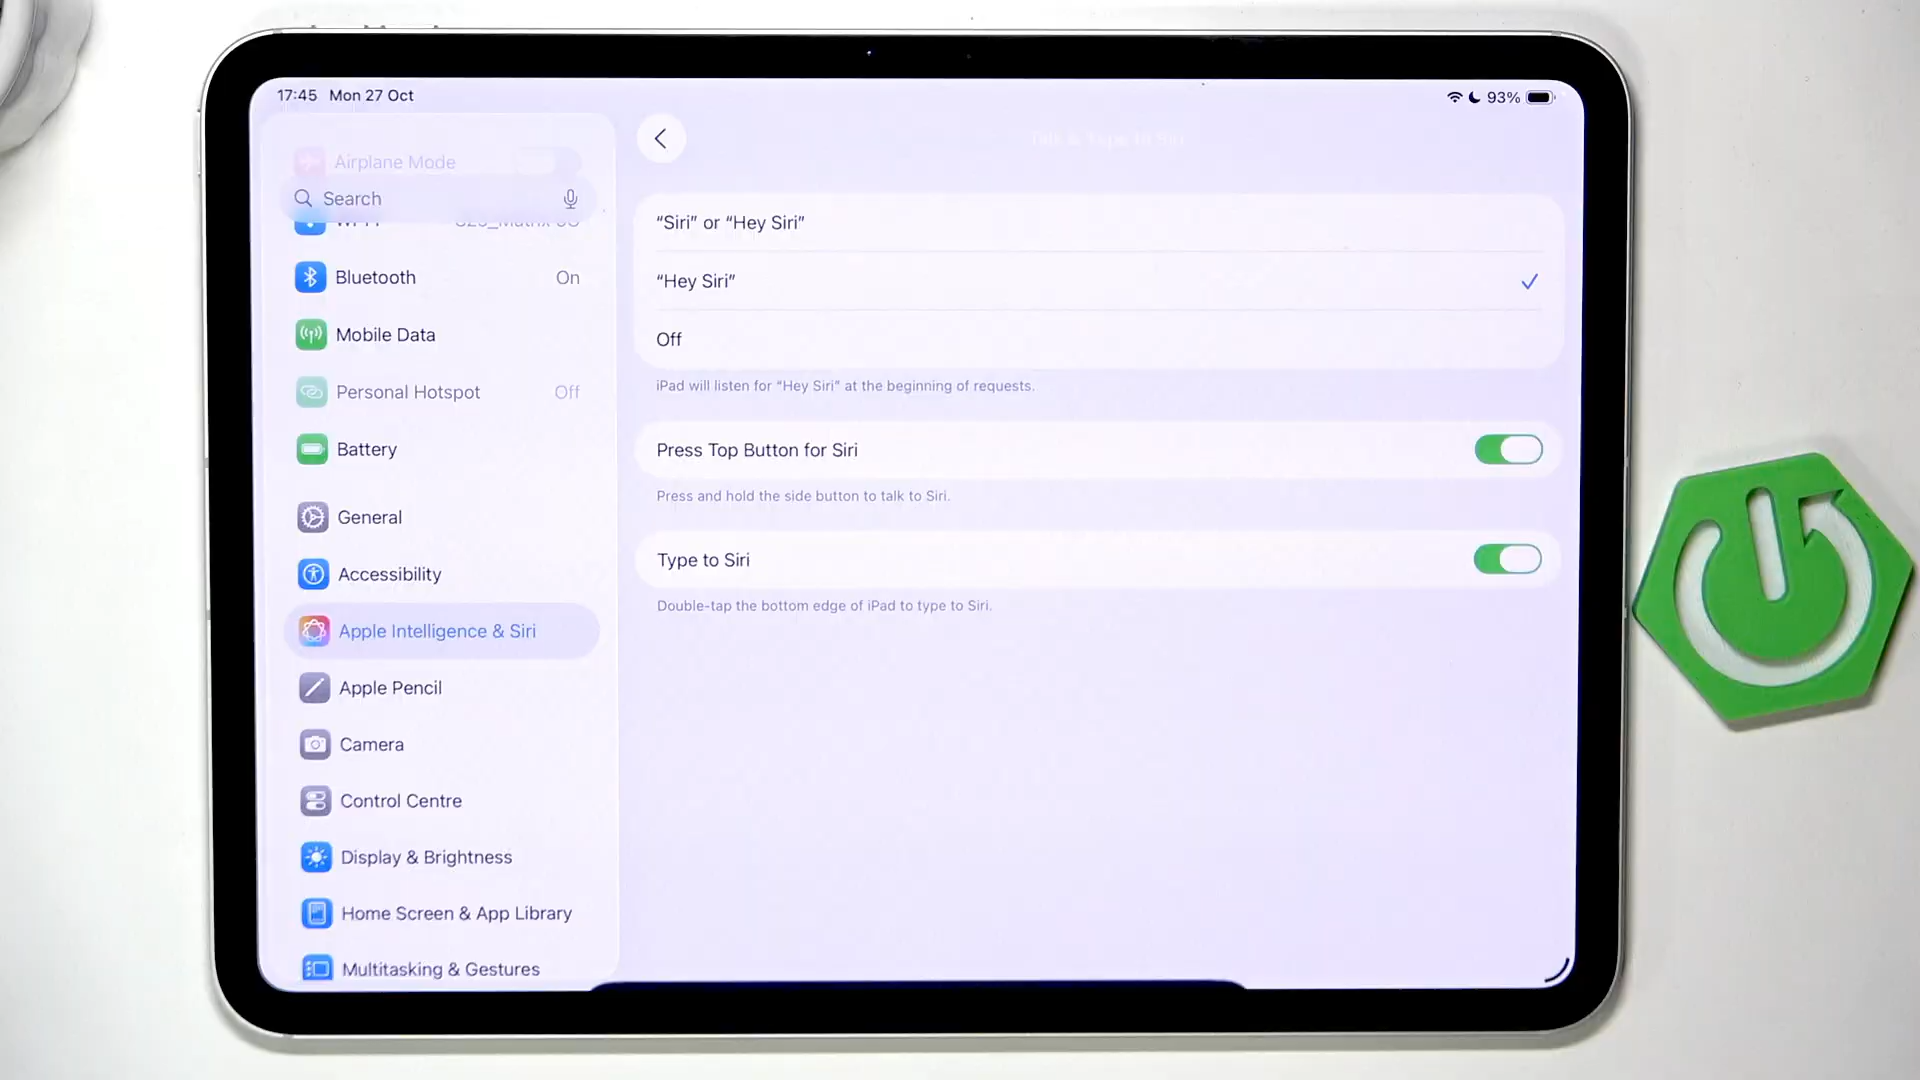 17:45 Mon 27 Oct
93%
Airplane Mode
Search
Bluetooth On
Mobile Data
Personal Hotspot Off
Battery
General
Accessibility
Apple Intelligence & Siri
Apple Pencil
Camera
Control Centre
Display & Brightness
Home Screen & App Library
Multitasking & Gestures
Talk & Type to Siri
“Siri” or “Hey Siri”
“Hey Siri”
Off
iPad will listen for “Hey Siri” at the beginning of requests.
Press Top Button for Siri
Press and hold the side button to talk to Siri.
Type to Siri
Double-tap the bottom edge of iPad to type to Siri.